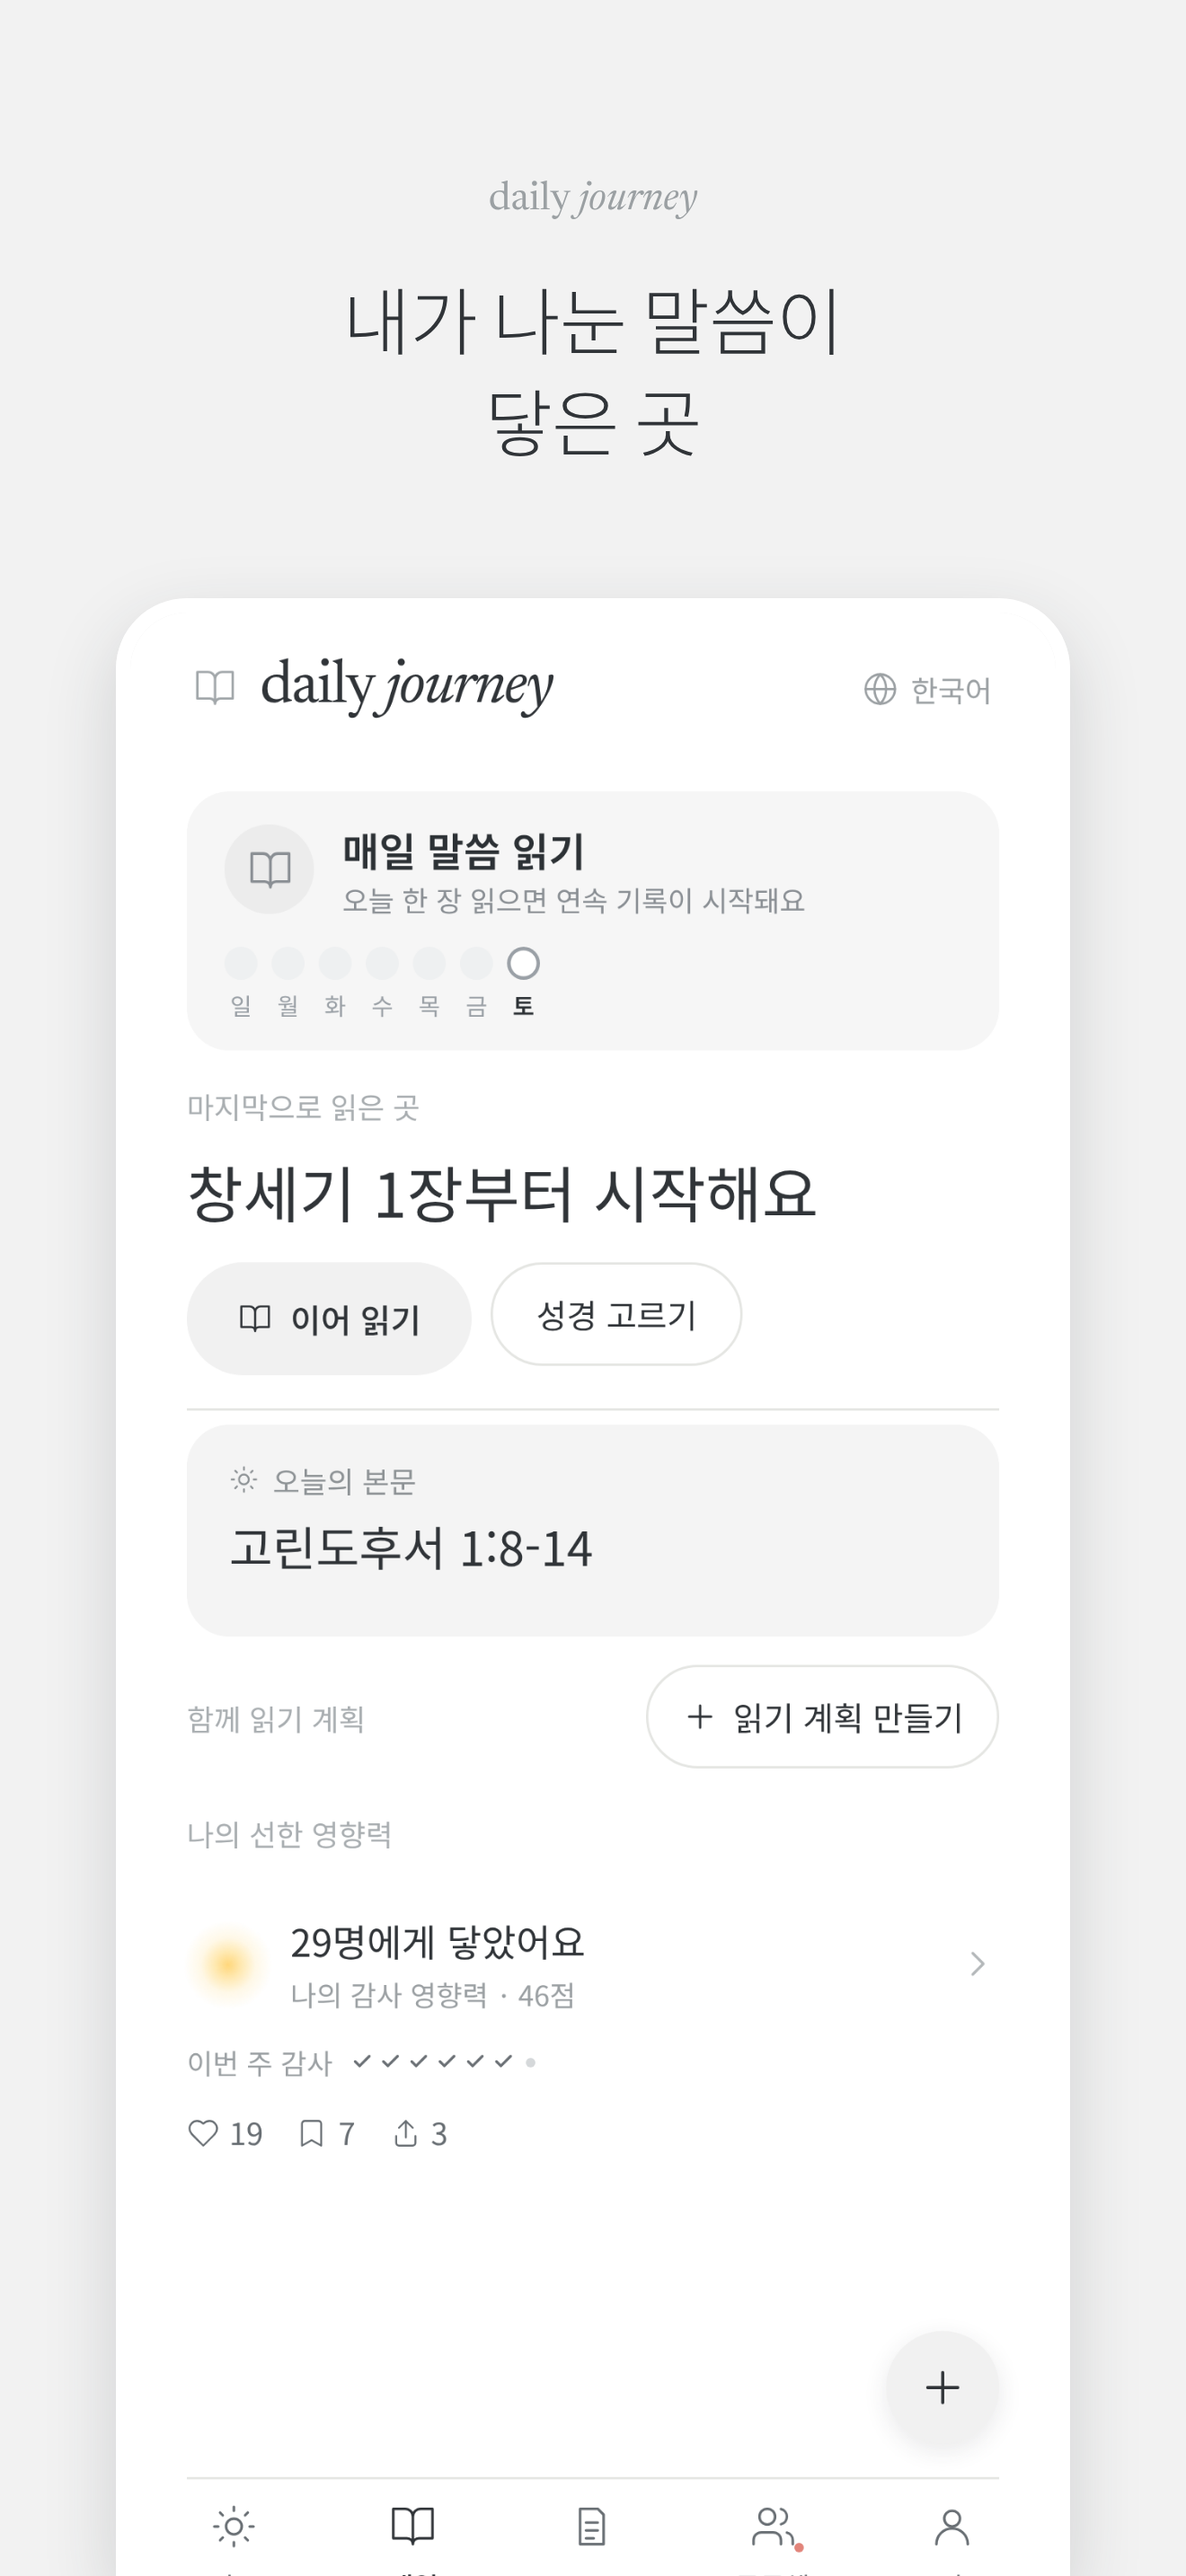 daily journey
내가 나눈 말씀이
닿은 곳
daily journey
한국어
매일 말씀 읽기
오늘 한 장 읽으면 연속 기록이 시작돼요
일 월 화 수 목 금 토
마지막으로 읽은 곳
창세기 1장부터 시작해요
이어 읽기
성경 고르기
오늘의 본문
고린도후서 1:8-14
함께 읽기 계획
+ 읽기 계획 만들기
나의 선한 영향력
29명에게 닿았어요
나의 감사 영향력 · 46점
이번 주 감사
19 7 3